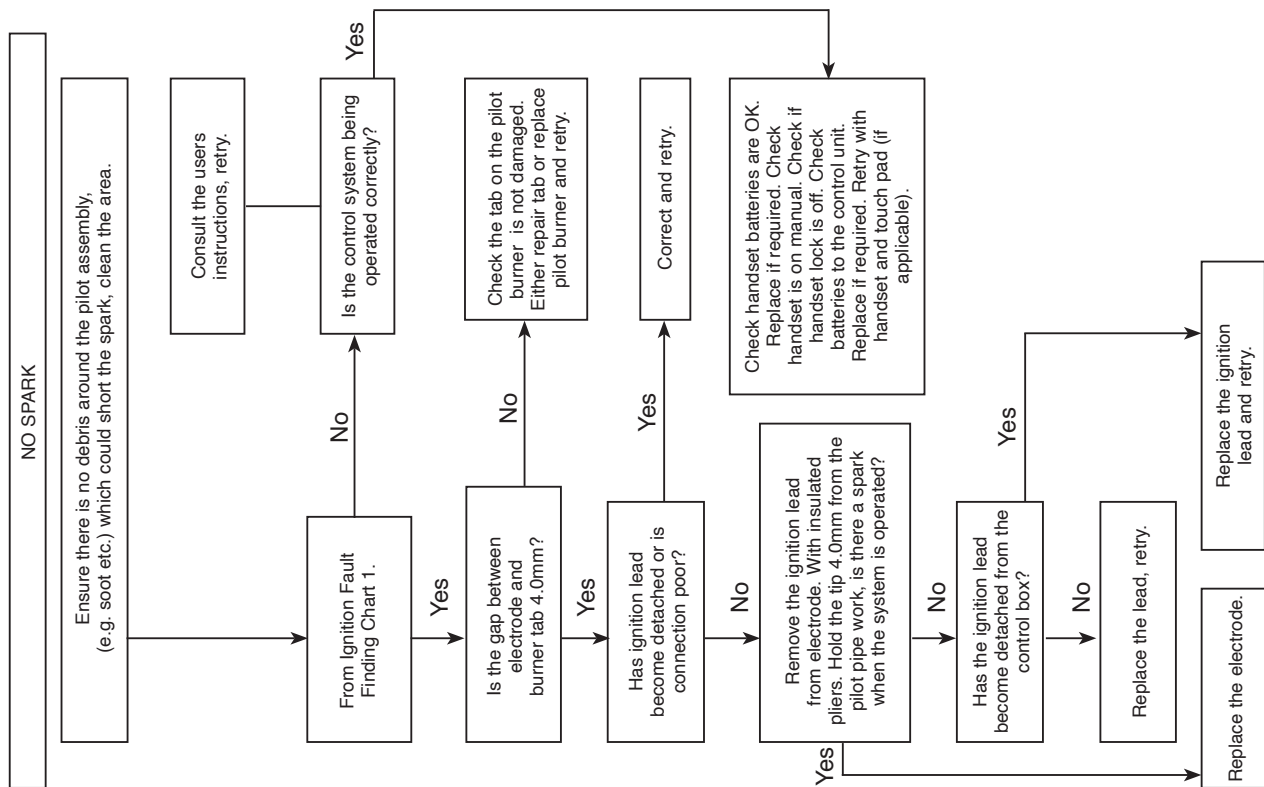 NO SPARK
Ensure there is no debris around the pilot assembly,
(e.g. soot etc.) which could short the spark, clean the area.
Consult the users
instructions, retry.
From Ignition Fault
Finding Chart 1.
No
Is the control system being
operated correctly?
Yes
Yes
Is the gap between
electrode and
burner tab 4.0mm?
No
Check the tab on the pilot
burner is not damaged.
Either repair tab or replace
pilot burner and retry.
Yes
Has ignition lead
become detached or is
connection poor?
Yes
Correct and retry.
No
Remove the ignition lead
from electrode. With insulated
pliers. Hold the tip 4.0mm from the
pilot pipe work, is there a spark
when the system is operated?
Check handset batteries are OK.
Replace if required. Check
handset is on manual. Check if
handset lock is off. Check
batteries to the control unit.
Replace if required. Retry with
handset and touch pad (if
applicable).
Yes
No
Has the ignition lead
become detached from the
control box?
Yes
No
Replace the lead, retry.
Replace the electrode.
Replace the ignition
lead and retry.